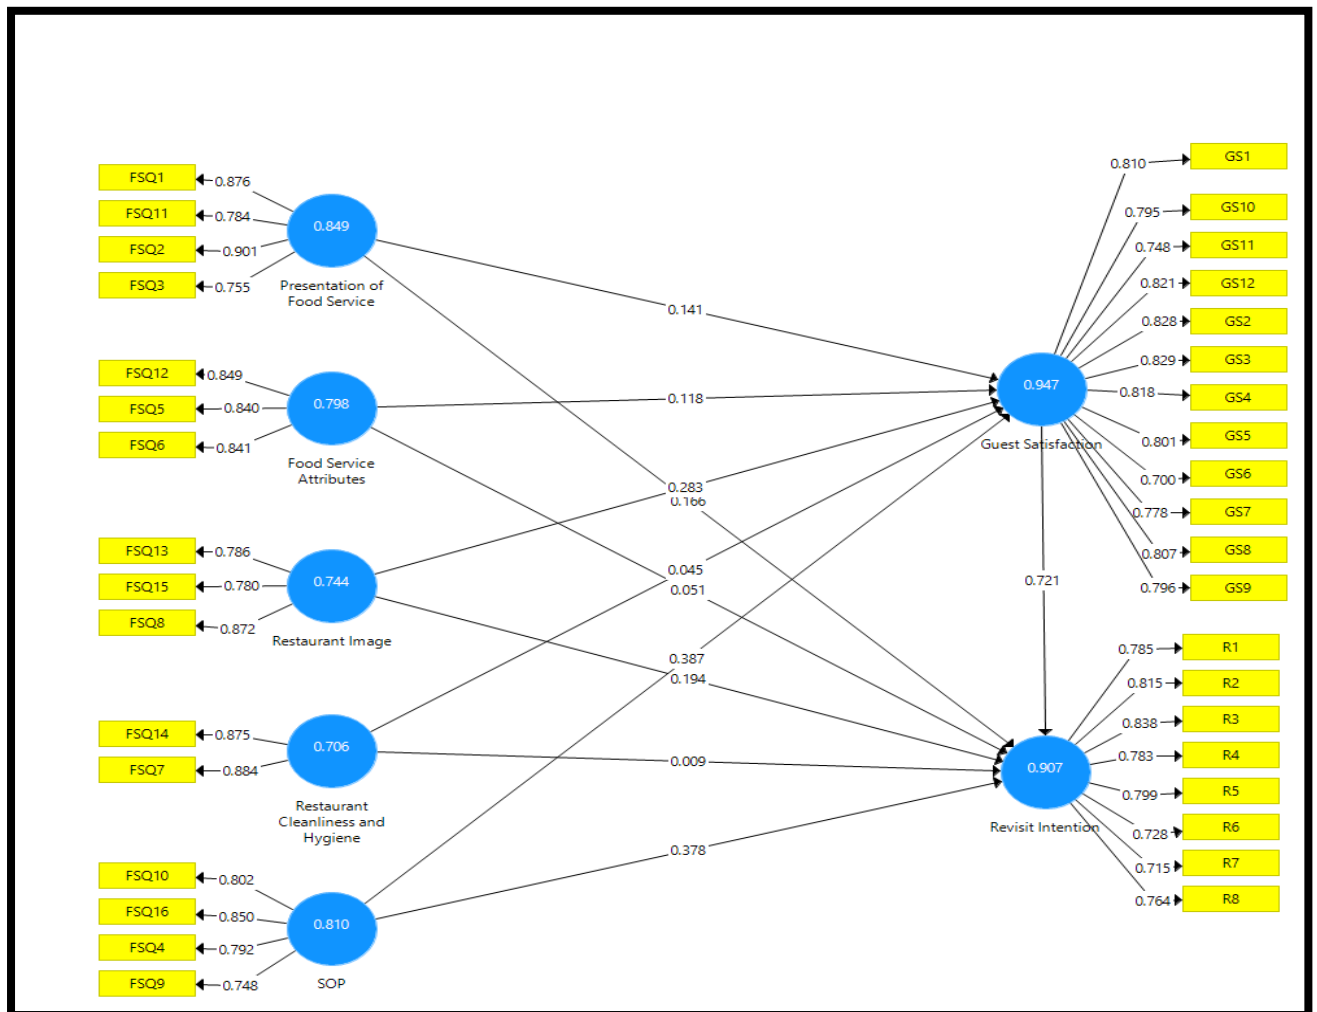 FSQ1
0.876
FSQ11
0.784
FSQ2
0.901
FSQ3
0.755
0.849
Presentation of
Food Service
FSQ12
0.849
FSQ5
0.840
FSQ6
0.841
0.798
Food Service
Attributes
FSQ13
0.786
FSQ15
0.780
FSQ8
0.872
0.744
Restaurant Image
FSQ14
0.875
FSQ7
0.884
0.706
Restaurant
Cleanliness and
Hygiene
FSQ10
0.802
FSQ16
0.850
FSQ4
0.792
FSQ9
0.748
0.810
SOP
0.141
0.118
0.283
0.166
0.045
0.051
0.387
0.194
0.009
0.378
0.947
Guest Satisfaction
0.721
0.907
Revisit Intention
0.810
GS1
0.795
GS10
0.748
GS11
0.821
GS12
0.828
GS2
0.829
GS3
0.818
GS4
0.801
GS5
0.700
GS6
0.778
GS7
0.807
GS8
0.796
GS9
0.785
R1
0.815
R2
0.838
R3
0.783
R4
0.799
R5
0.728
R6
0.715
R7
0.764
R8